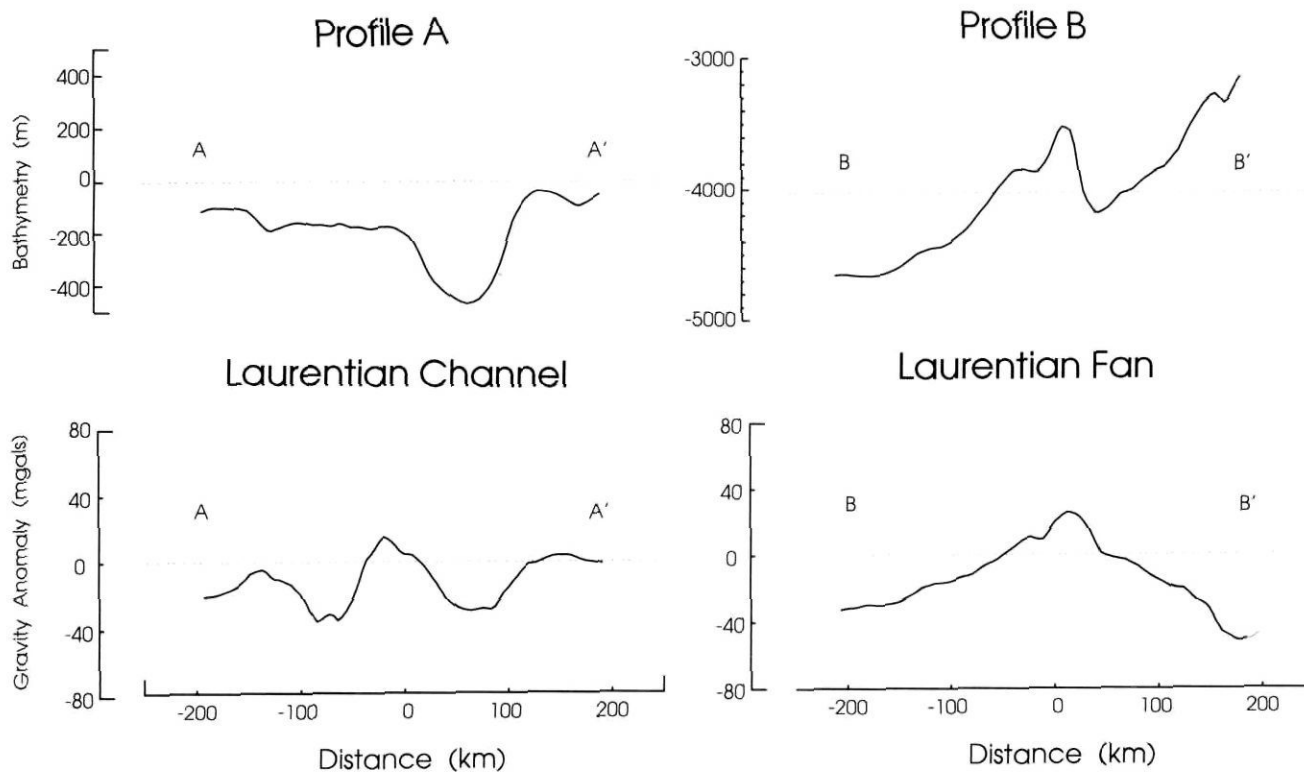 Profile A
Bathymetry (m)
400
200
0
-200
-400
A
A'
Profile B
-3000
-4000
-5000
B
B'
Laurentian Channel
Gravity Anomaly (mgals)
80
40
0
-40
-80
A
A'
-200 -100 0 100 200
Distance (km)
Laurentian Fan
80
40
0
-40
-80
B
B'
-200 -100 0 100 200
Distance (km)